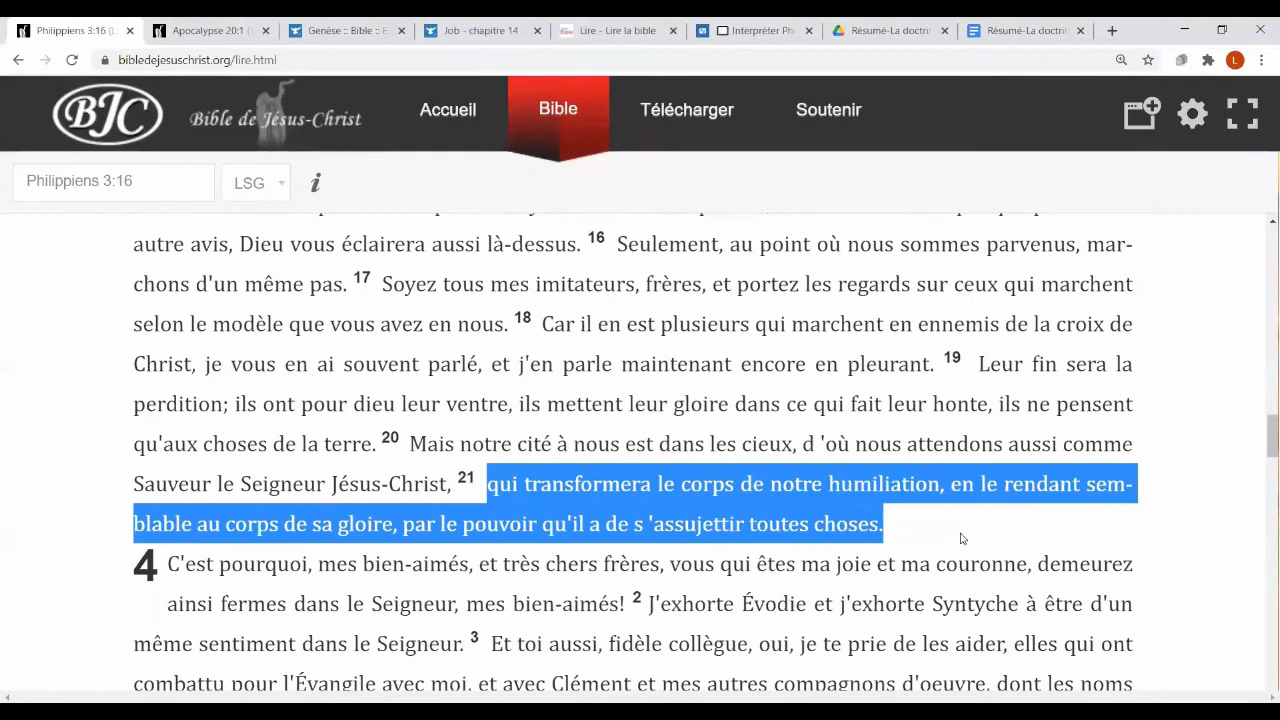 Philippiens 3:16 (L
Apocalypse 20:1 (
Genèse :: Bible :: E
Job - chapitre 14 -
Lire - Lire la bible
Interpréter Ph
Résumé-La doctrin
Résumé-La doctrin
bibledejesuschrist.org/lire.html
L
BJC
Bible de Jésus-Christ
Accueil
Bible
Télécharger
Soutenir
Philippiens 3:16
LSG
i
autre avis, Dieu vous éclairera aussi là-dessus. 16 Seulement, au point où nous sommes parvenus, mar-
chons d'un même pas. 17 Soyez tous mes imitateurs, frères, et portez les regards sur ceux qui marchent
selon le modèle que vous avez en nous. 18 Car il en est plusieurs qui marchent en ennemis de la croix de
Christ, je vous en ai souvent parlé, et j'en parle maintenant encore en pleurant. 19 Leur fin sera la
perdition; ils ont pour dieu leur ventre, ils mettent leur gloire dans ce qui fait leur honte, ils ne pensent
qu'aux choses de la terre. 20 Mais notre cité à nous est dans les cieux, d 'où nous attendons aussi comme
Sauveur le Seigneur Jésus-Christ, 21 qui transformera le corps de notre humiliation, en le rendant sem-
blable au corps de sa gloire, par le pouvoir qu'il a de s 'assujettir toutes choses.
4 C'est pourquoi, mes bien-aimés, et très chers frères, vous qui êtes ma joie et ma couronne, demeurez
ainsi fermes dans le Seigneur, mes bien-aimés! 2 J'exhorte Évodie et j'exhorte Syntyche à être d'un
même sentiment dans le Seigneur. 3 Et toi aussi, fidèle collègue, oui, je te prie de les aider, elles qui ont
combattu pour l'Évangile avec moi, et avec Clément et mes autres compagnons d'oeuvre, dont les noms